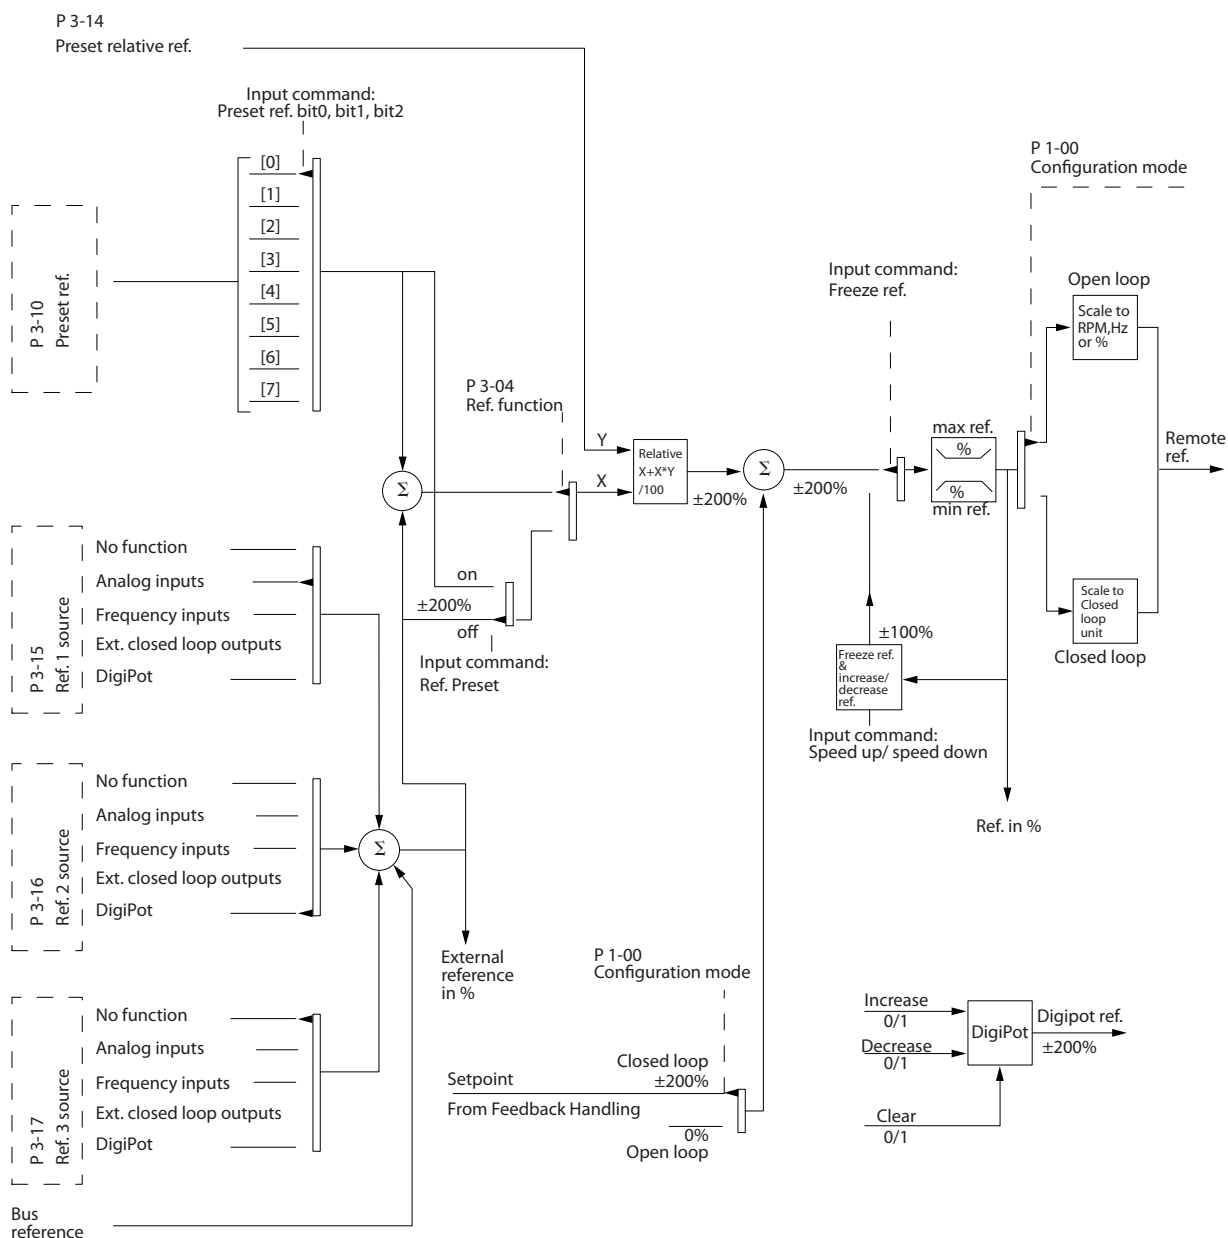 P 3-14
Preset relative ref.
Input command:
Preset ref. bit0, bit1, bit2
[0]
[1]
[2]
[3]
[4]
[5]
[6]
[7]
P 3-10
Preset ref.
P 1-00
Configuration mode
Input command:
Freeze ref.
Open loop
Scale to
RPM,Hz
or %
P 3-04
Ref. function
Y
X
Relative
X+X*Y
/100
±200%
Σ
±200%
max ref.
%
%
min ref.
Remote
ref.
Σ
P 3-15
Ref. 1 source
No function
Analog inputs
Frequency inputs
Ext. closed loop outputs
DigiPot
on
±200%
off
Input command:
Ref. Preset
±100%
Freeze ref.
&
increase/
decrease
ref.
Input command:
Speed up/ speed down
Scale to
Closed
loop
unit
Closed loop
Ref. in %
P 3-16
Ref. 2 source
No function
Analog inputs
Frequency inputs
Ext. closed loop outputs
DigiPot
Σ
External
reference
in %
P 1-00
Configuration mode
P 3-17
Ref. 3 source
No function
Analog inputs
Frequency inputs
Ext. closed loop outputs
DigiPot
Closed loop
Setpoint
±200%
From Feedback Handling
0%
Open loop
Increase
0/1
Decrease
0/1
DigiPot
Digipot ref.
±200%
Clear
0/1
Bus
reference